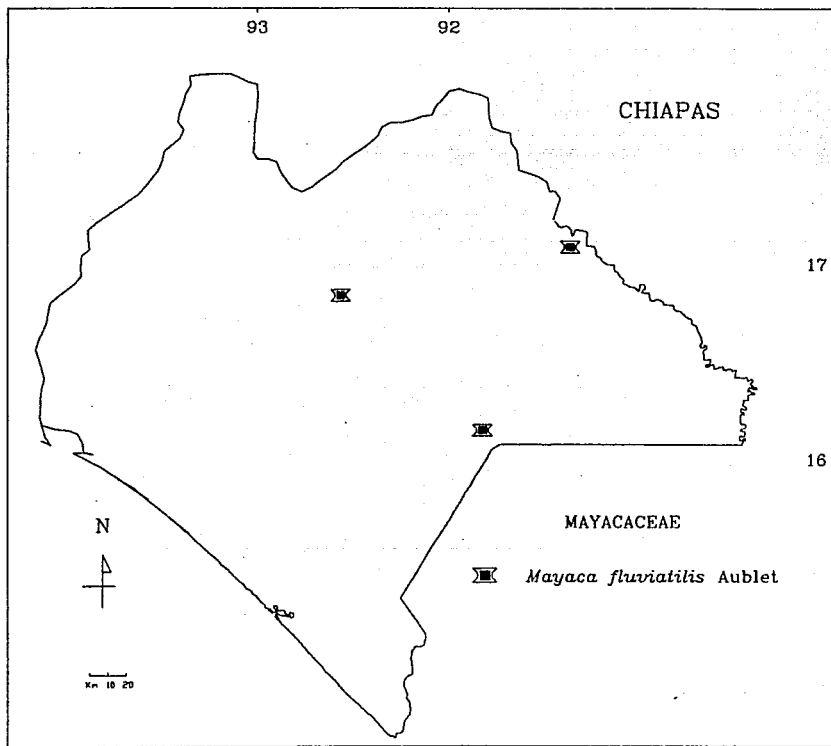 93 92
CHIAPAS
17
16
N
MAYACACEAE
Mayaca fluviatilis Aublet
Km 10 20